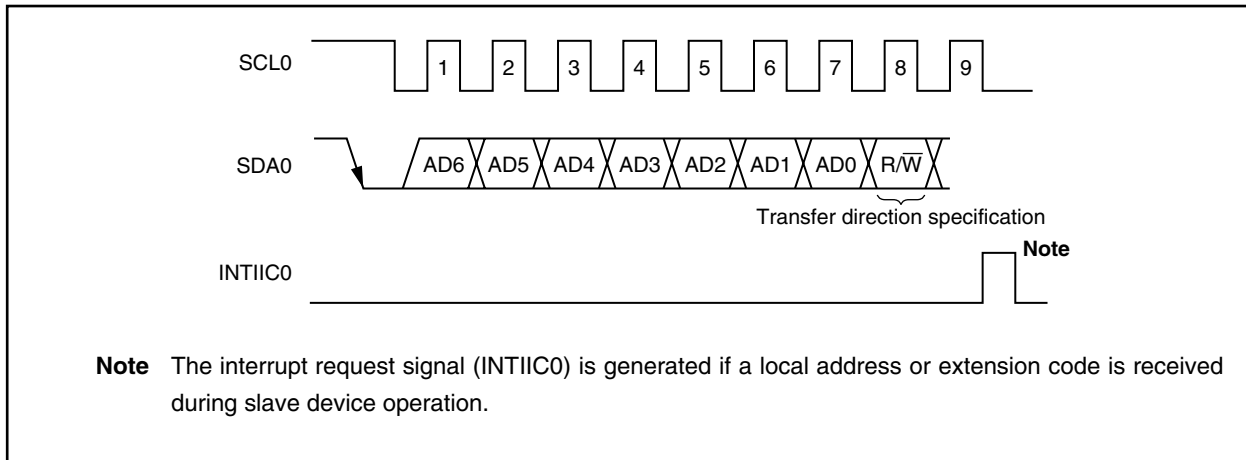 SCL0
1 2 3 4 5 6 7 8 9
SDA0
AD6 AD5 AD4 AD3 AD2 AD1 AD0 R/W̅
Transfer direction specification
Note
INTIIC0
Note The interrupt request signal (INTIIC0) is generated if a local address or extension code is received
during slave device operation.